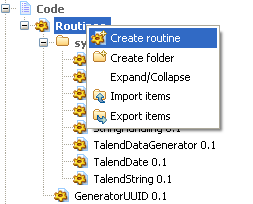 Code
Routines
sy
Create routine
Create folder
Expand/Collapse
Import items
Export items
StringHandling 0.1
TalendDataGenerator 0.1
TalendDate 0.1
TalendString 0.1
GeneratorUUID 0.1